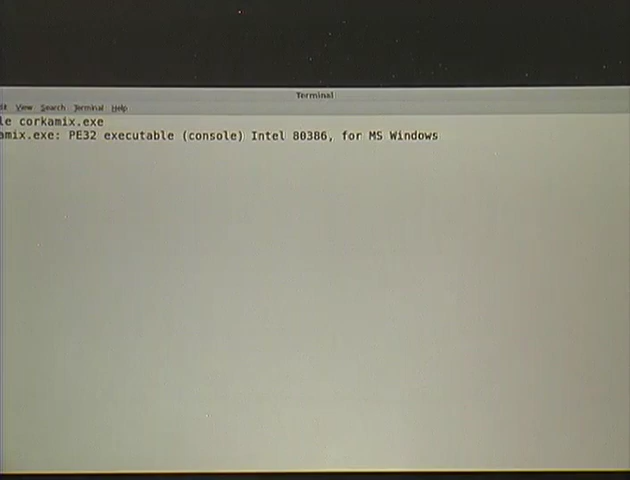 Terminal
View Search Terminal Help
le corkamix.exe
amix.exe: PE32 executable (console) Intel 80386, for MS Windows